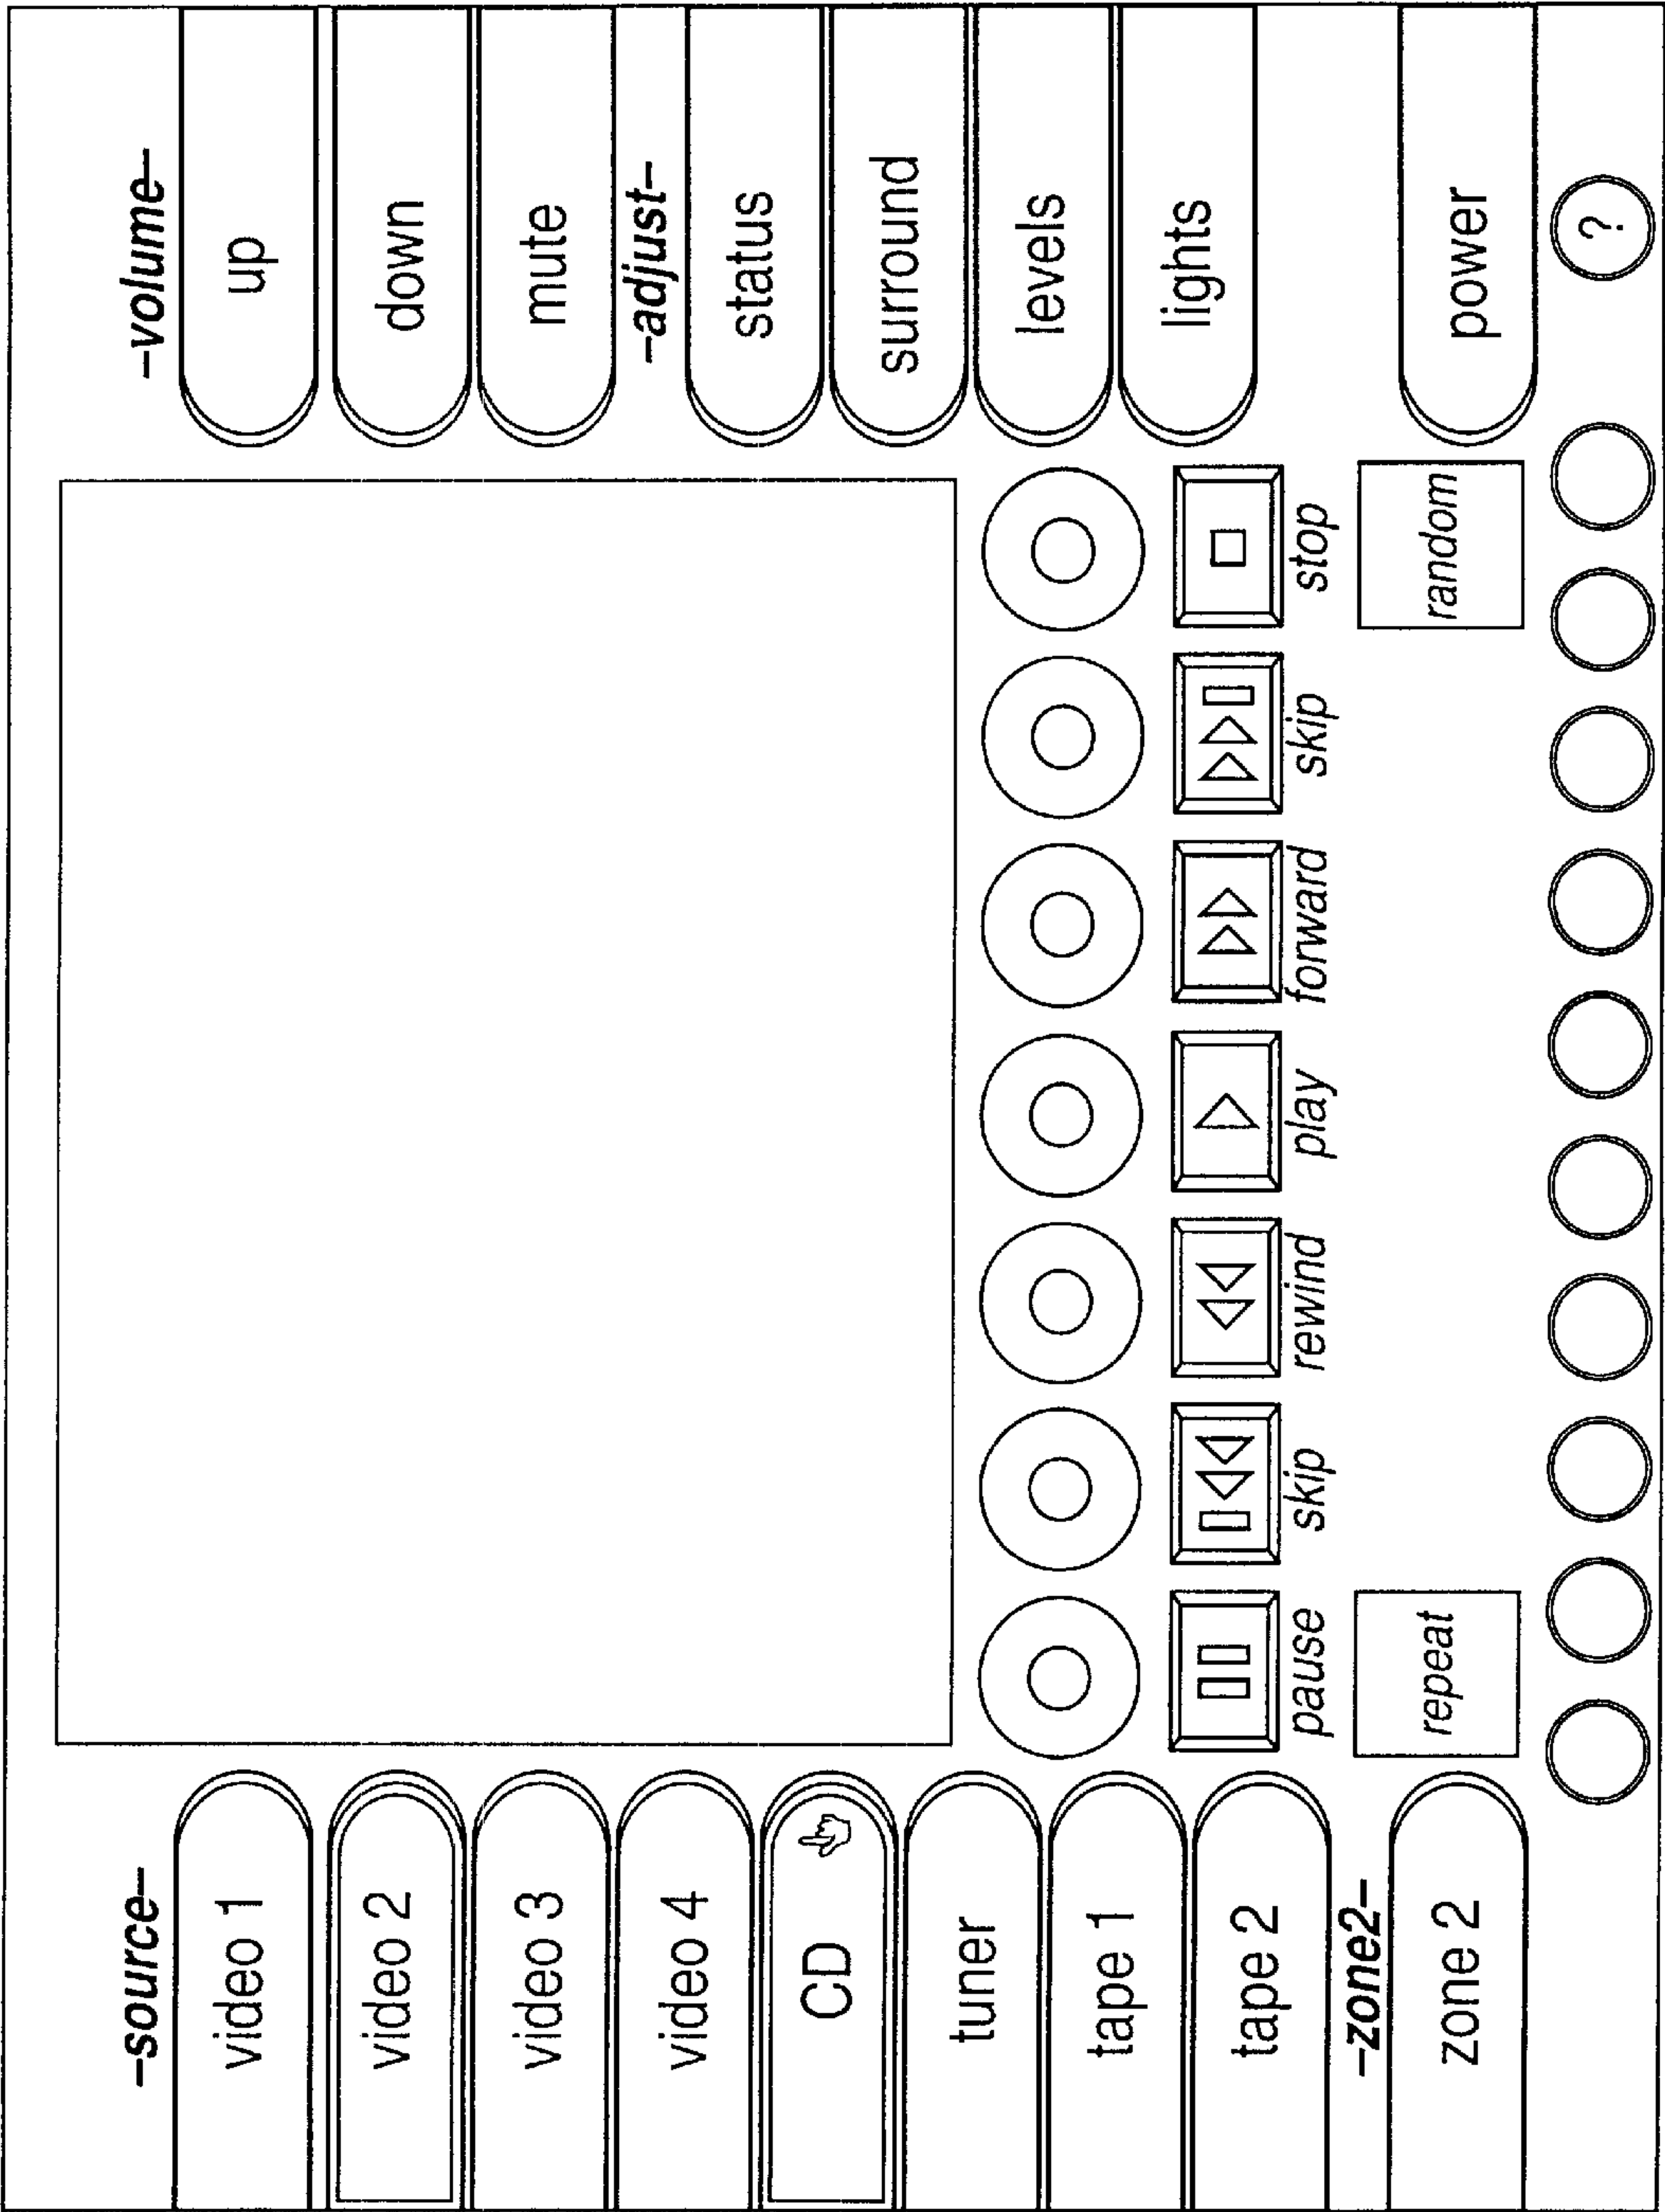 –source–
video 1
video 2
video 3
video 4
CD
tuner
tape 1
tape 2
–zone2–
zone 2
pause
skip
rewind
play
forward
skip
stop
repeat
random
–volume–
up
down
mute
–adjust–
status
surround
levels
lights
power
?